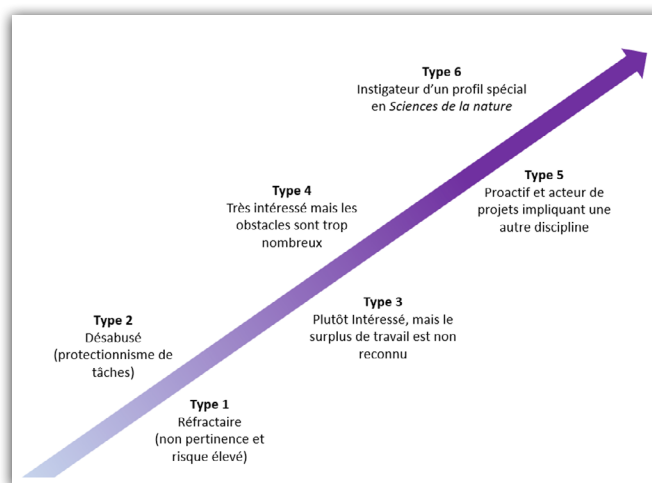 Type 6
Instigateur d'un profil spécial
en Sciences de la nature
Type 5
Proactif et acteur de
projets impliquant une
autre discipline
Type 4
Très intéressé mais les
obstacles sont trop
nombreux
Type 3
Plutôt Intéressé, mais le
surplus de travail est non
reconnu
Type 2
Désabusé
(protectionnisme de
tâches)
Type 1
Réfractaire
(non pertinence et
risque élevé)